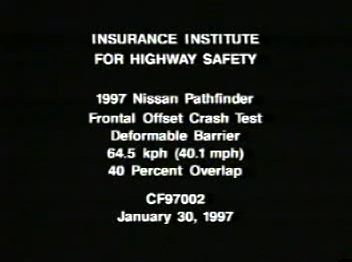 INSURANCE INSTITUTE
FOR HIGHWAY SAFETY
1997 Nissan Pathfinder
Frontal Offset Crash Test
Deformable Barrier
64.5 kph (40.1 mph)
40 Percent Overlap
CF97002
January 30, 1997